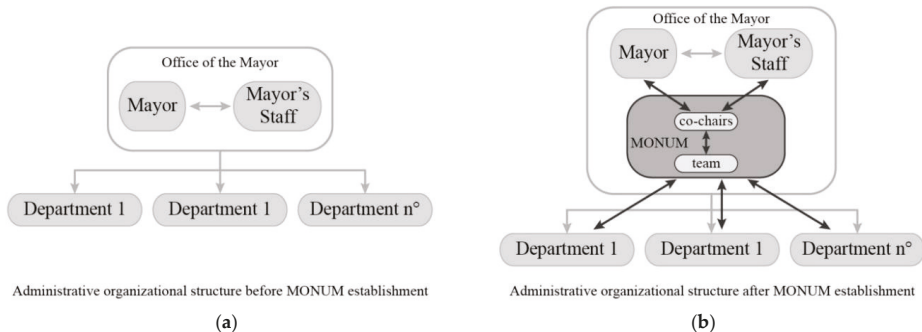 Office of the Mayor
Mayor
Mayor's
Staff
Department 1
Department 1
Department n°
Administrative organizational structure before MONUM establishment
(a)
Office of the Mayor
Mayor
Mayor's
Staff
co-chairs
MONUM
team
Department 1
Department 1
Department n°
Administrative organizational structure after MONUM establishment
(b)